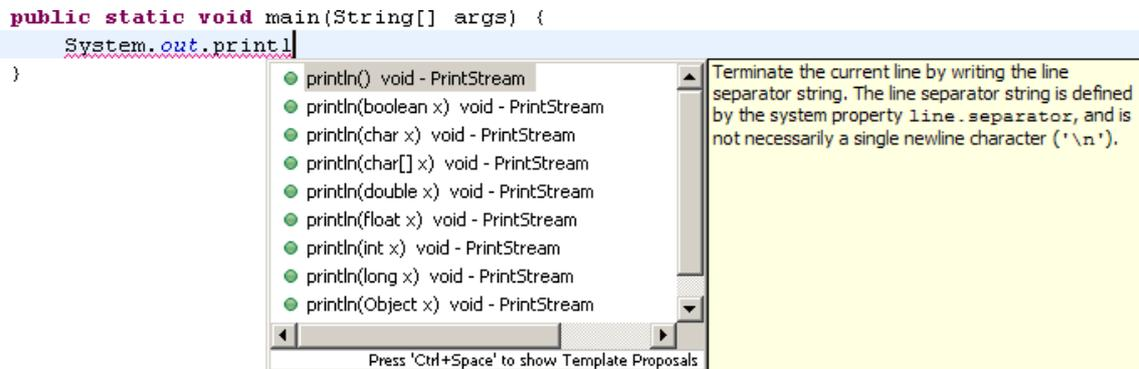 public static void main(String[] args) {
System.out.printl
}
println() void - PrintStream
println(boolean x) void - PrintStream
println(char x) void - PrintStream
println(char[] x) void - PrintStream
println(double x) void - PrintStream
println(float x) void - PrintStream
println(int x) void - PrintStream
println(long x) void - PrintStream
println(Object x) void - PrintStream
Press 'Ctrl+Space' to show Template Proposals
Terminate the current line by writing the line
separator string. The line separator string is defined
by the system property line.separator, and is
not necessarily a single newline character ('\n').